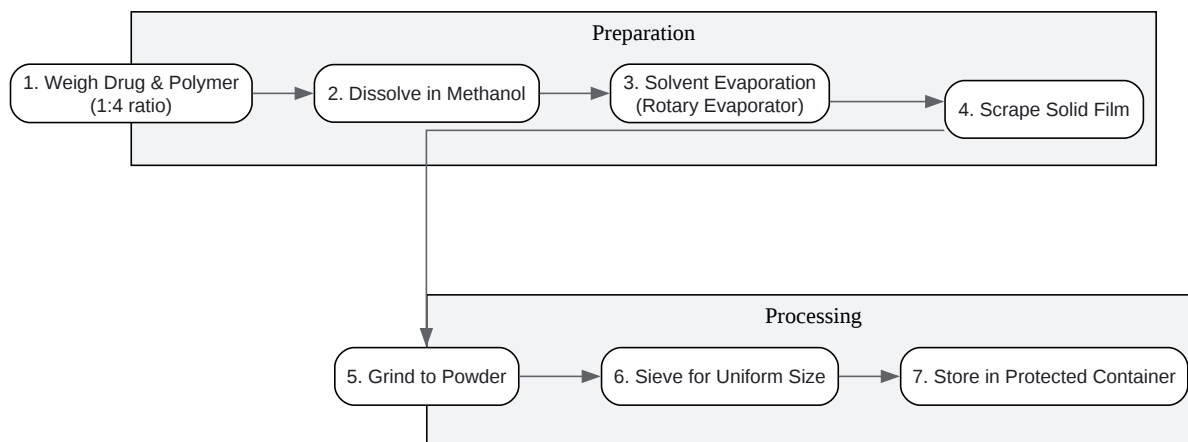 Preparation
1. Weigh Drug & Polymer
(1:4 ratio)
2. Dissolve in Methanol
3. Solvent Evaporation
(Rotary Evaporator)
4. Scrape Solid Film
Processing
5. Grind to Powder
6. Sieve for Uniform Size
7. Store in Protected Container